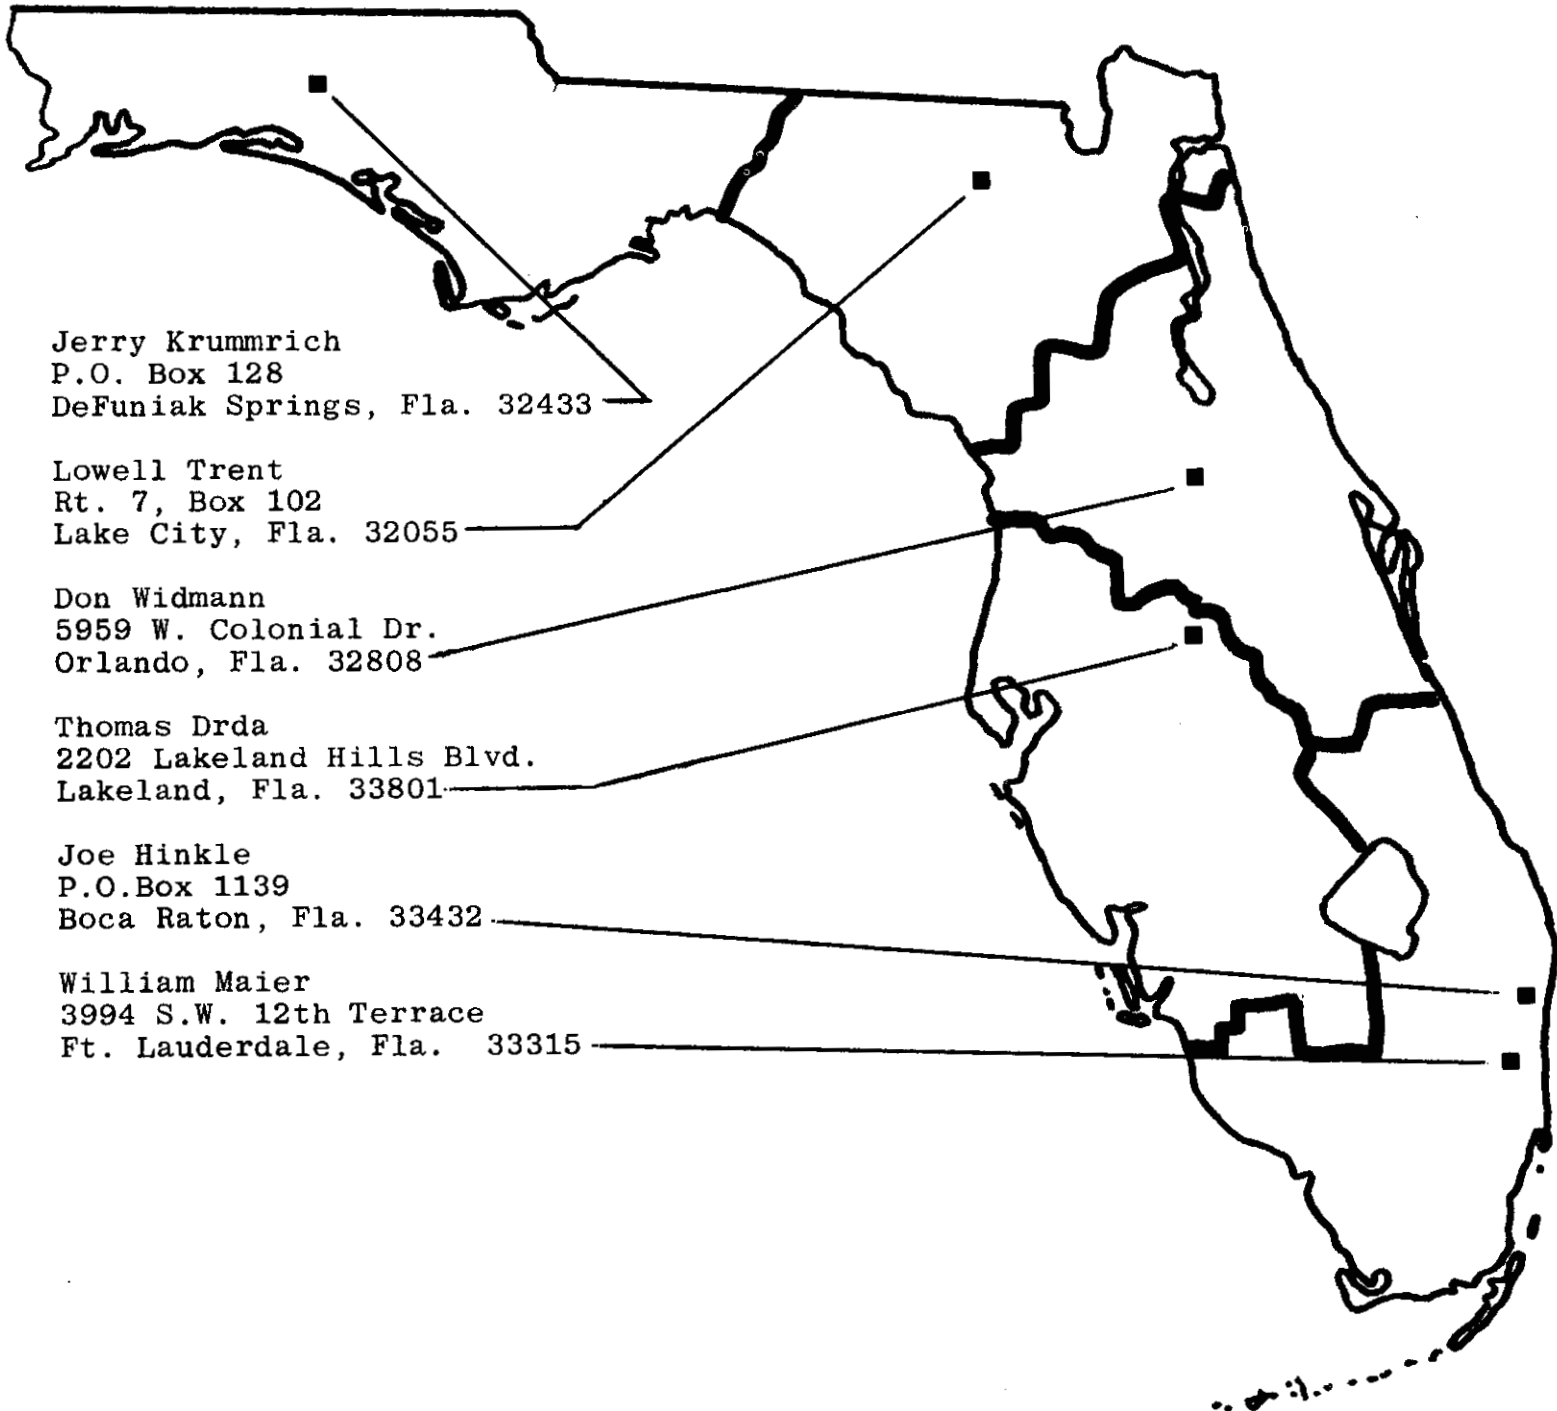 Jerry Krummrich
P.O. Box 128
DeFuniak Springs, Fla. 32433
Lowell Trent
Rt. 7, Box 102
Lake City, Fla. 32055
Don Widmann
5959 W. Colonial Dr.
Orlando, Fla. 32808
Thomas Drda
2202 Lakeland Hills Blvd.
Lakeland, Fla. 33801
Joe Hinkle
P.O.Box 1139
Boca Raton, Fla. 33432
William Maier
3994 S.W. 12th Terrace
Ft. Lauderdale, Fla. 33315